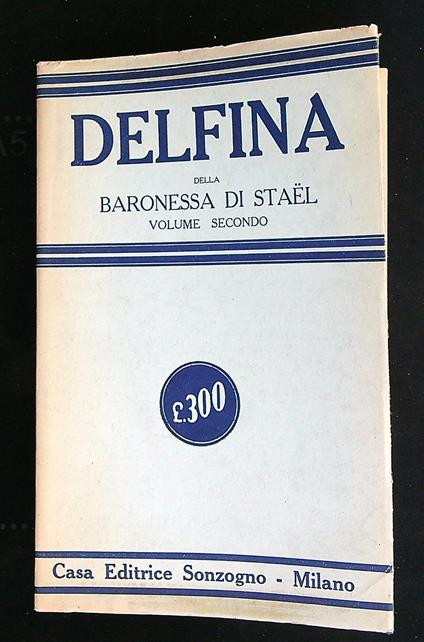 DELFINA
DELLA
BARONESSA DI STAËL
VOLUME SECONDO
£.300
Casa Editrice Sonzogno - Milano